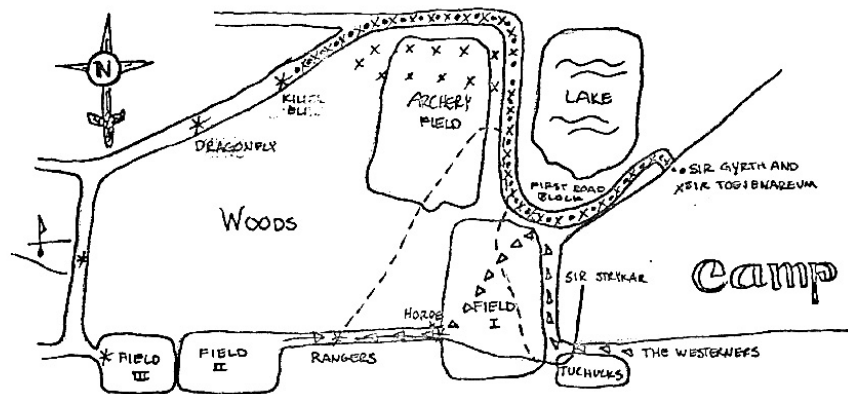 N
LAKE
ARCHERY
FIELD
DRAGONFLY
FIRST ROAD
BLOCK
SIR GYRTH AND
WOODS
SIR STRYKAR
camp
HORDE
FIELD
I
FIELD
III
FIELD
II
RANGERS
THE WESTERNERS
TUCHUCKS